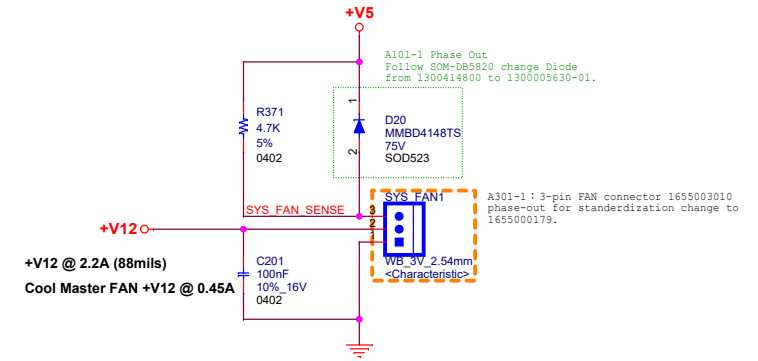 +V5
A101-1 Phase Out
Follow SOM-DB5820 change Diode
from 1300414800 to 1300005630-01.
R371
4.7K
5%
0402
1
2
D20
MMBD4148TS
75V
SOD523
SYS_FAN1
A301-1：3-pin FAN connector 1655003010
phase-out for standerdization change to
1655000179.
SYS_FAN_SENSE
3
2
1
+V12
WB_3V_2.54mm
<Characteristic>
C201
100nF
10%_16V
0402
+V12 @ 2.2A (88mils)
Cool Master FAN +V12 @ 0.45A